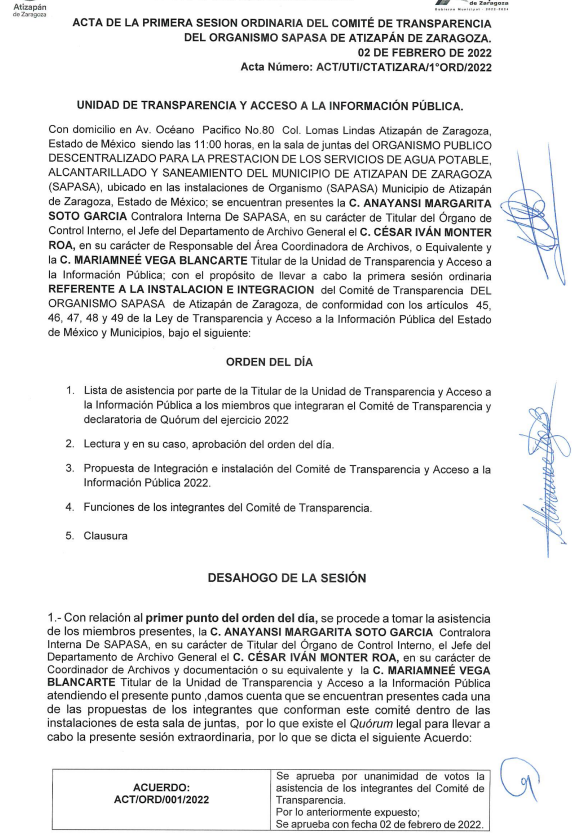 Atizapán
de Zaragoza
de Zaragoza
ACTA DE LA PRIMERA SESION ORDINARIA DEL COMITÉ DE TRANSPARENCIA
DEL ORGANISMO SAPASA DE ATIZAPÁN DE ZARAGOZA.
02 DE FEBRERO DE 2022
Acta Número: ACT/UTI/CTATIZARA/1°ORD/2022
UNIDAD DE TRANSPARENCIA Y ACCESO A LA INFORMACIÓN PÚBLICA.
Con domicilio en Av. Océano Pacifico No.80 Col. Lomas Lindas Atizapán de Zaragoza,
Estado de México siendo las 11:00 horas, en la sala de juntas del ORGANISMO PUBLICO
DESCENTRALIZADO PARA LA PRESTACION DE LOS SERVICIOS DE AGUA POTABLE,
ALCANTARILLADO Y SANEAMIENTO DEL MUNICIPIO DE ATIZAPAN DE ZARAGOZA
(SAPASA), ubicado en las instalaciones de Organismo (SAPASA) Municipio de Atizapán
de Zaragoza, Estado de México; se encuentran presentes la C. ANAYANSI MARGARITA
SOTO GARCIA Contralora Interna De SAPASA, en su carácter de Titular del Órgano de
Control Interno, el Jefe del Departamento de Archivo General el C. CÉSAR IVÁN MONTER
ROA, en su carácter de Responsable del Área Coordinadora de Archivos, o Equivalente y
la C. MARIAMNEÉ VEGA BLANCARTE Titular de la Unidad de Transparencia y Acceso a
la Información Pública; con el propósito de llevar a cabo la primera sesión ordinaria
REFERENTE A LA INSTALACION E INTEGRACION del Comité de Transparencia DEL
ORGANISMO SAPASA de Atizapán de Zaragoza, de conformidad con los artículos 45,
46, 47, 48 y 49 de la Ley de Transparencia y Acceso a la Información Pública del Estado
de México y Municipios, bajo el siguiente:
ORDEN DEL DÍA
1. Lista de asistencia por parte de la Titular de la Unidad de Transparencia y Acceso a
la Información Pública a los miembros que integraran el Comité de Transparencia y
declaratoria de Quórum del ejercicio 2022
2. Lectura y en su caso, aprobación del orden del día.
3. Propuesta de Integración e instalación del Comité de Transparencia y Acceso a la
Información Pública 2022.
4. Funciones de los integrantes del Comité de Transparencia.
5. Clausura
DESAHOGO DE LA SESIÓN
1.- Con relación al primer punto del orden del día, se procede a tomar la asistencia
de los miembros presentes, la C. ANAYANSI MARGARITA SOTO GARCIA Contralora
Interna De SAPASA, en su carácter de Titular del Órgano de Control Interno, el Jefe del
Departamento de Archivo General el C. CÉSAR IVÁN MONTER ROA, en su carácter de
Coordinador de Archivos y documentación o su equivalente y la C. MARIAMNEÉ VEGA
BLANCARTE Titular de la Unidad de Transparencia y Acceso a la Información Pública
atendiendo el presente punto ,damos cuenta que se encuentran presentes cada una
de las propuestas de los integrantes que conforman este comité dentro de las
instalaciones de esta sala de juntas, por lo que existe el Quórum legal para llevar a
cabo la presente sesión extraordinaria, por lo que se dicta el siguiente Acuerdo:
ACUERDO:
ACT/ORD/001/2022
Se aprueba por unanimidad de votos la
asistencia de los integrantes del Comité de
Transparencia.
Por lo anteriormente expuesto;
Se aprueba con fecha 02 de febrero de 2022.